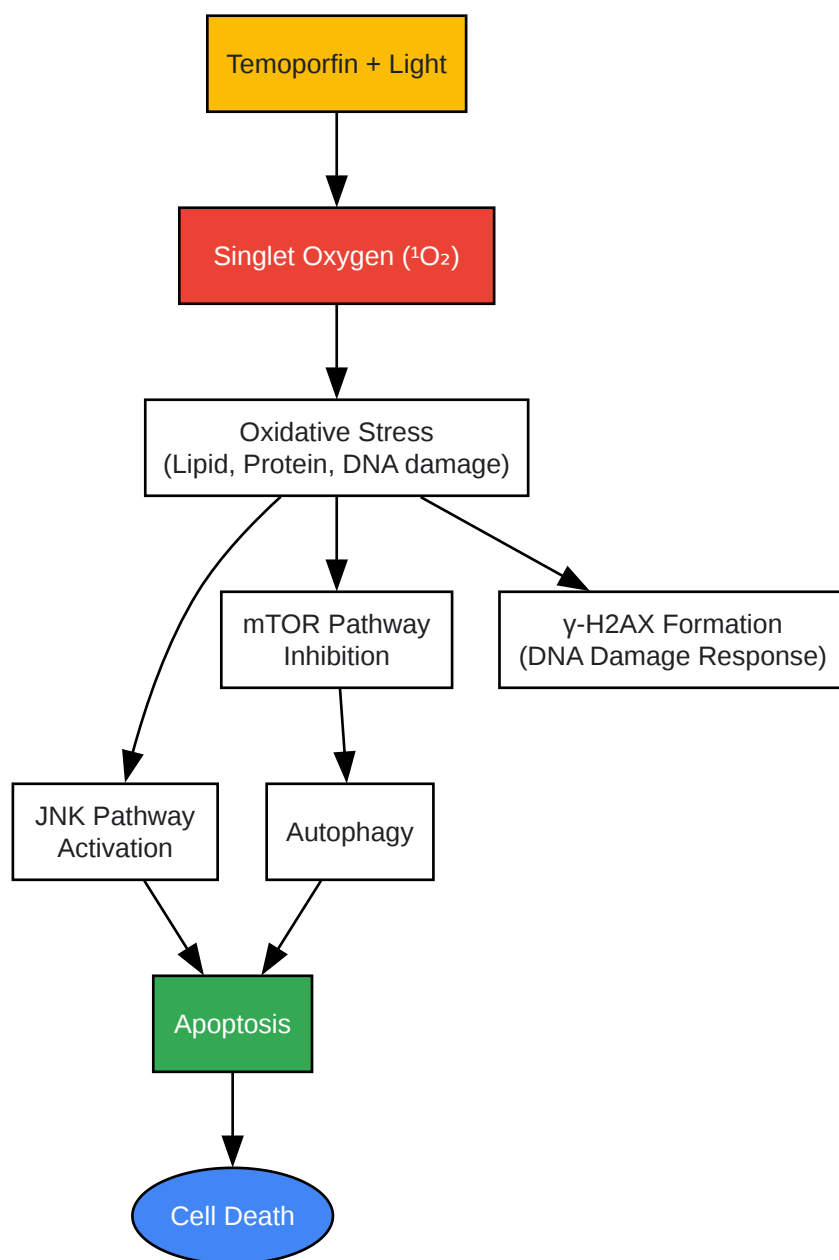 Temoporfin + Light
Singlet Oxygen (¹O₂)
Oxidative Stress
(Lipid, Protein, DNA damage)
mTOR Pathway
Inhibition
γ-H2AX Formation
(DNA Damage Response)
JNK Pathway
Activation
Autophagy
Apoptosis
Cell Death